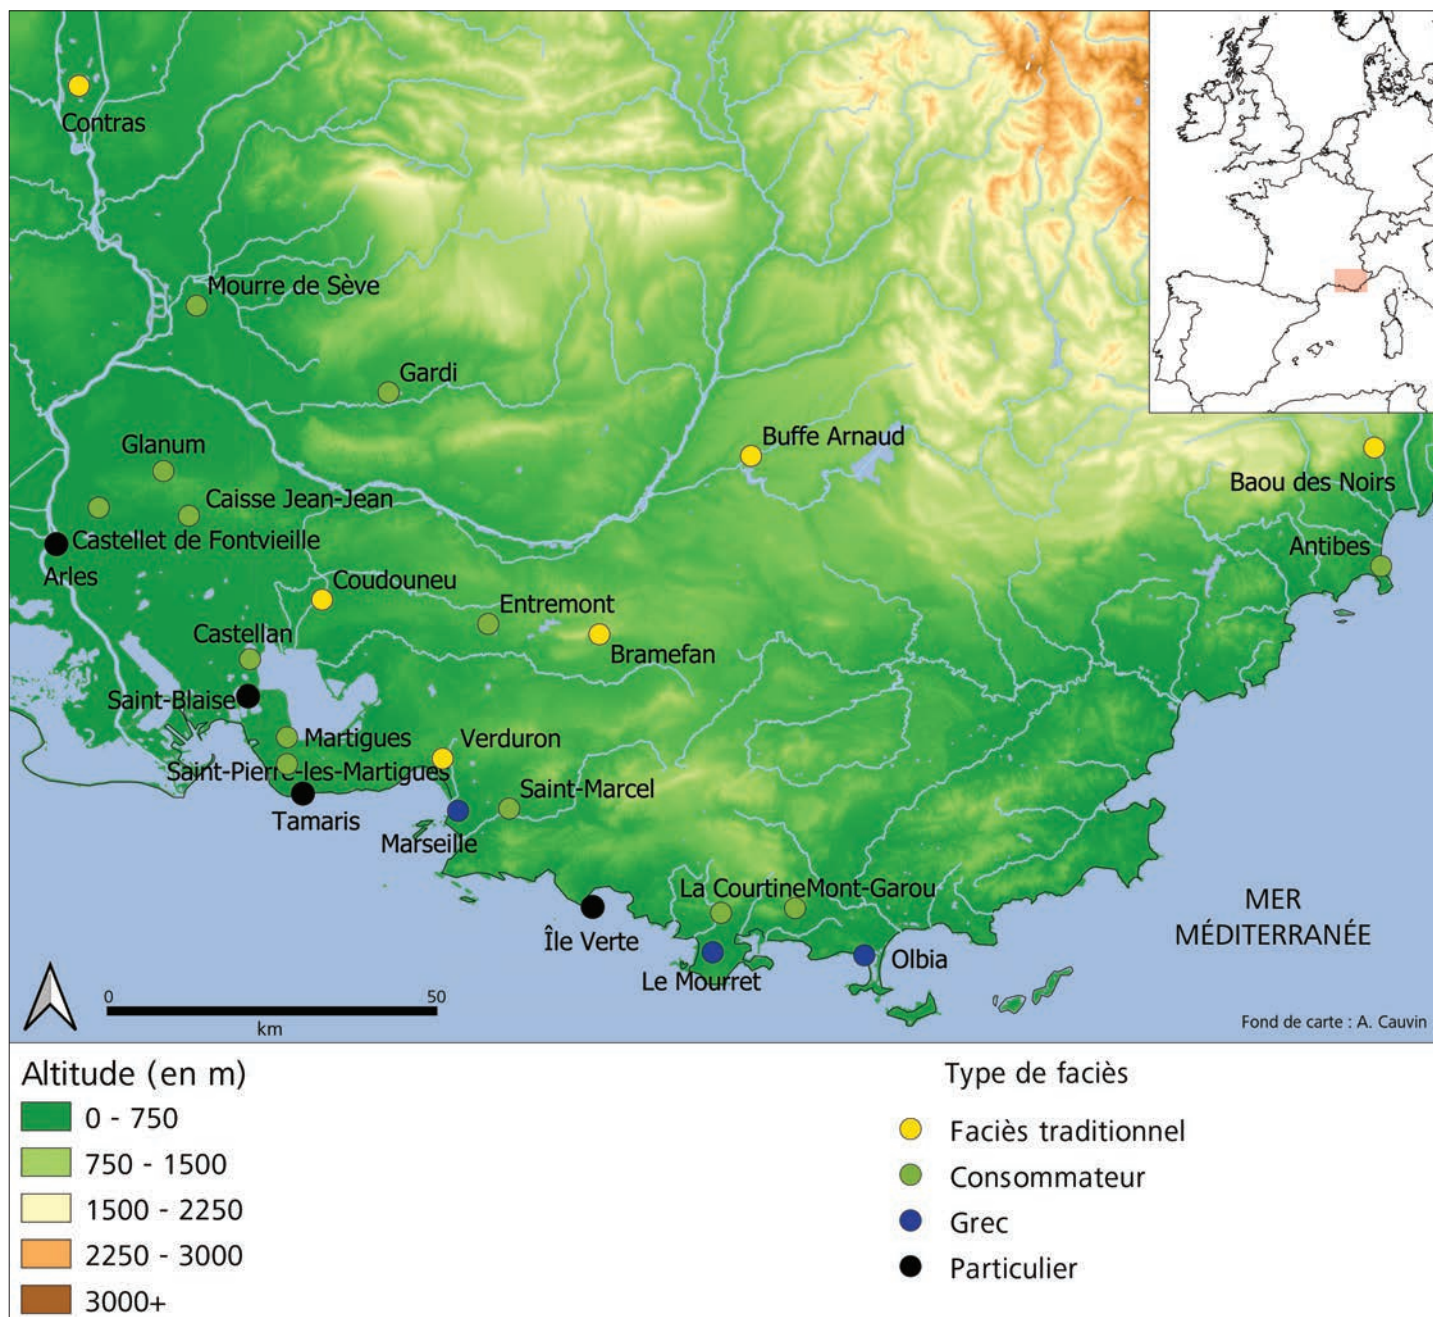 Contras
Mourre de Sève
Gardi
Buffe Arnaud
Glanum
Baou des Noirs
Caisse Jean-Jean
Castellet de Fontvieille
Antibes
Arles
Coudouneu
Entremont
Castellan
Bramefan
Saint-Blaise
Martigues
Verduron
Saint-Pierre-les-Martigues
Saint-Marcel
Tamaris
Marseille
La Courtine
Mont-Garou
MER
MÉDITERRANÉE
Île Verte
Olbia
Le Mourret
0
50
km
Fond de carte : A. Cauvin
Altitude (en m)
0 - 750
750 - 1500
1500 - 2250
2250 - 3000
3000+
Type de faciès
Faciès traditionnel
Consommateur
Grec
Particulier